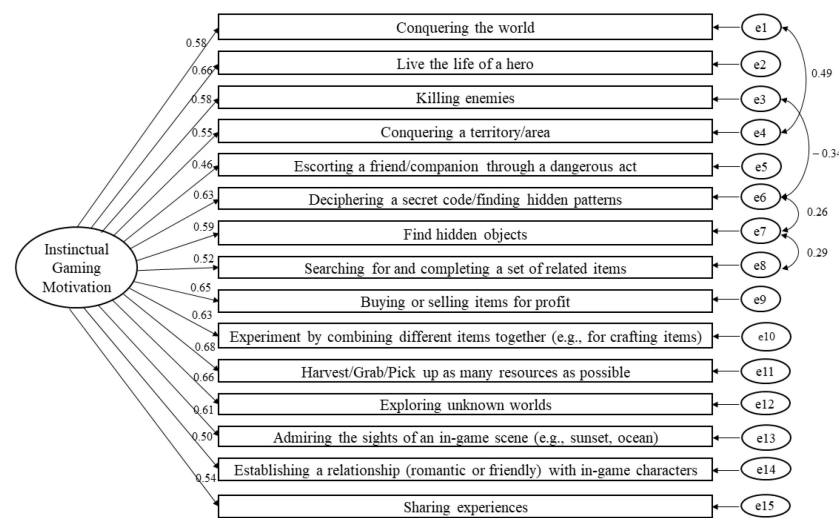 Conquering the world
e1
0.58
0.49
Live the life of a hero
e2
0.66
Killing enemies
e3
0.58
Conquering a territory/area
e4
0.55
−0.34
Escorting a friend/companion through a dangerous act
e5
0.46
Deciphering a secret code/finding hidden patterns
e6
0.63
0.26
Find hidden objects
e7
0.59
Instinctual
Gaming
Motivation
0.29
Searching for and completing a set of related items
e8
0.52
Buying or selling items for profit
e9
0.65
Experiment by combining different items together (e.g., for crafting items)
e10
0.63
Harvest/Grab/Pick up as many resources as possible
e11
0.68
Exploring unknown worlds
e12
0.66
Admiring the sights of an in-game scene (e.g., sunset, ocean)
e13
0.61
Establishing a relationship (romantic or friendly) with in-game characters
e14
0.50
Sharing experiences
e15
0.54